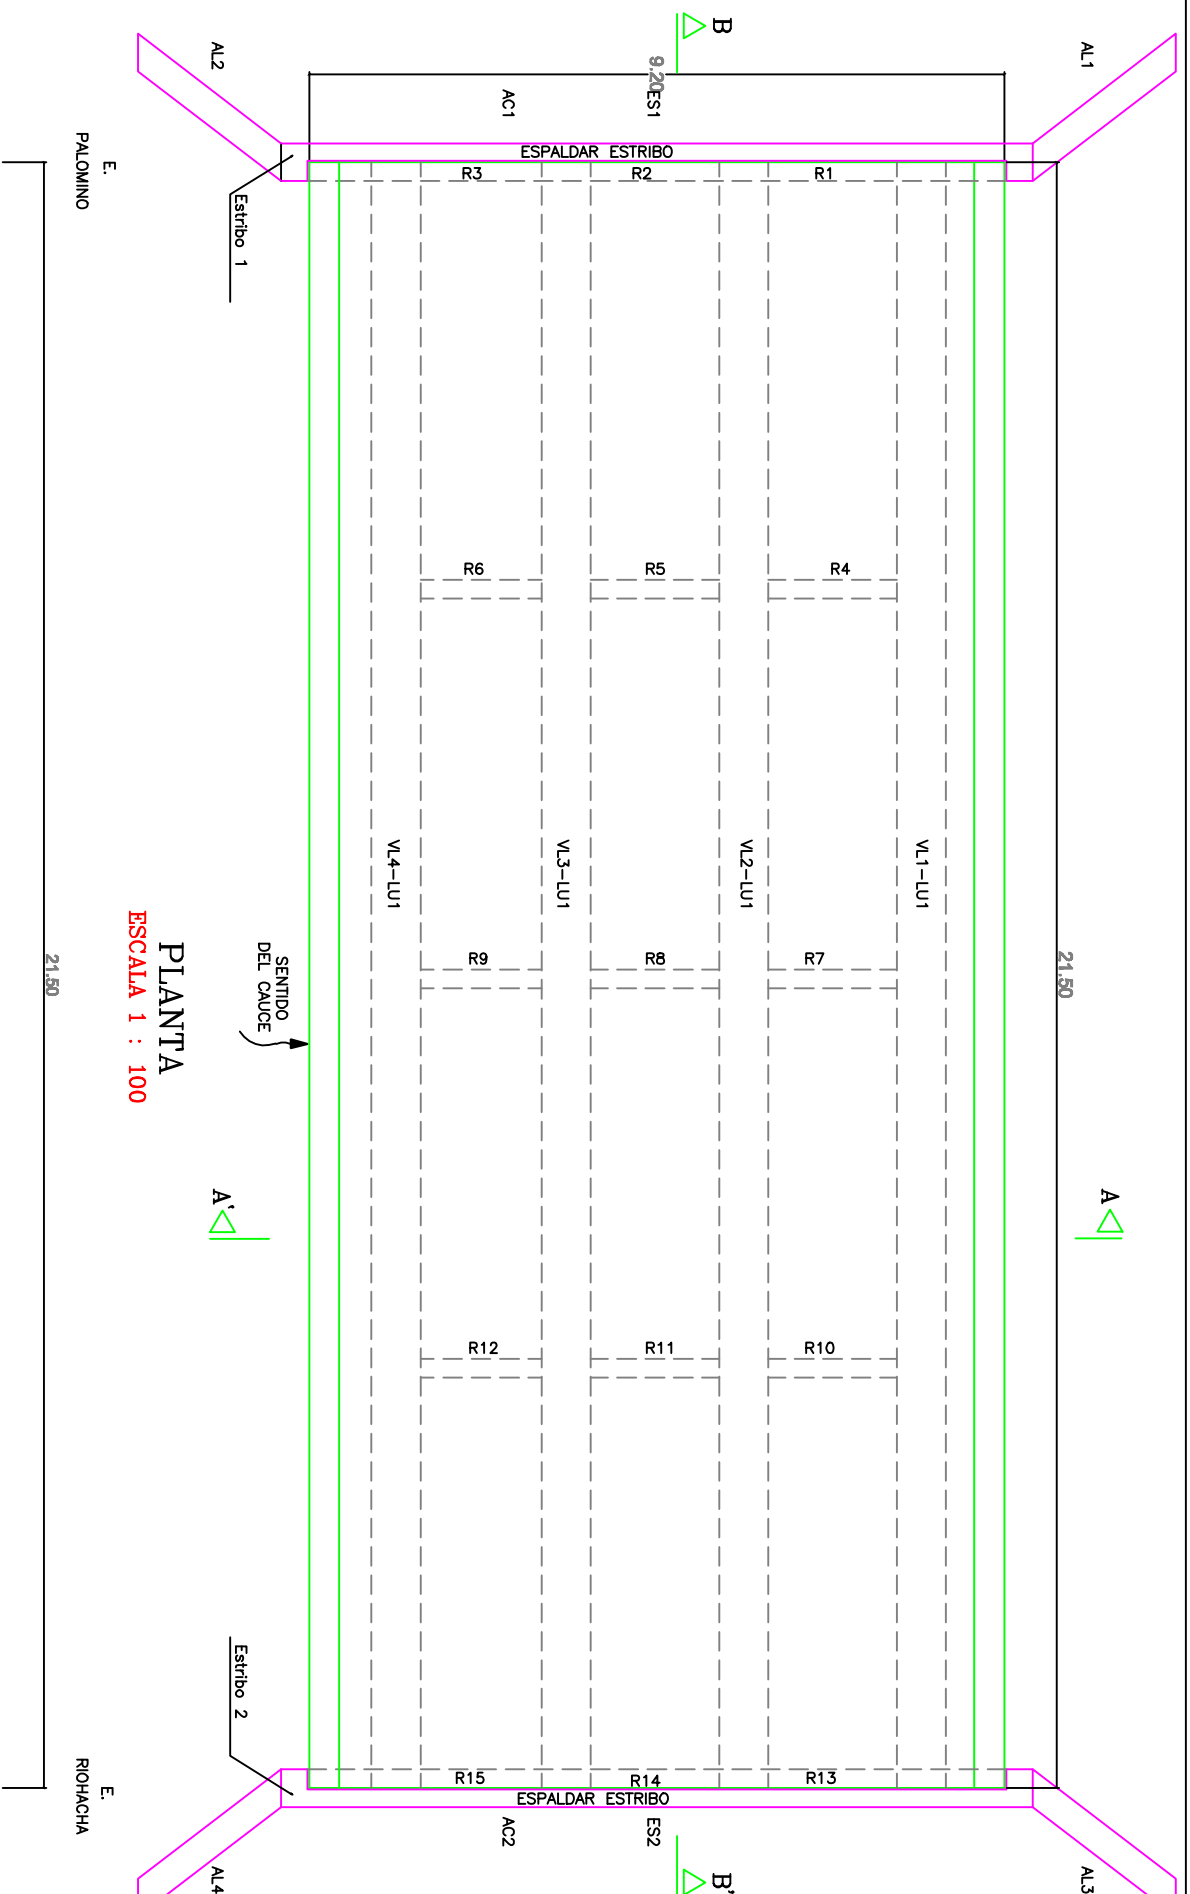 B
9.20
AL2
AL1
AC1
ES1
ESPALDAR ESTRIBO
E.
PALOMINO
R3
R2
R1
Estribo 1
R6
R5
R4
VL4-LU1
VL3-LU1
VL2-LU1
VL1-LU1
R9
R8
R7
21.50
21.50
SENTIDO
DEL CAUCE
PLANTA
ESCALA 1 : 100
A'
A
R12
R11
R10
Estribo 2
R15
R14
R13
ESPALDAR ESTRIBO
E.
RIOHACHA
AC2
ES2
AL4
AL3
B'